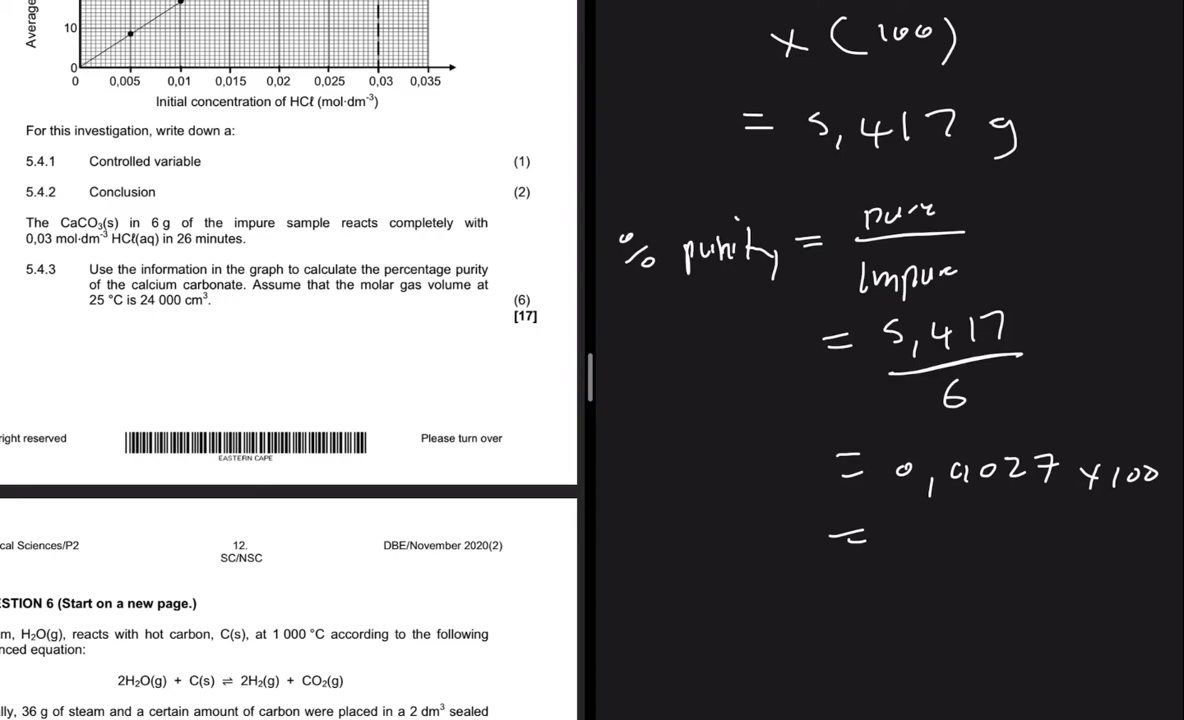 Average
10
0
0 0,005 0,01 0,015 0,02 0,025 0,03 0,035
Initial concentration of HCℓ (mol·dm⁻³)
For this investigation, write down a:
5.4.1 Controlled variable (1)
5.4.2 Conclusion (2)
The CaCO₃(s) in 6 g of the impure sample reacts completely with
0,03 mol·dm⁻³ HCℓ(aq) in 26 minutes.
5.4.3 Use the information in the graph to calculate the percentage purity
of the calcium carbonate. Assume that the molar gas volume at
25 °C is 24 000 cm³. (6)
[17]
right reserved
EASTERN CAPE
Please turn over
cal Sciences/P2 12. DBE/November 2020(2)
SC/NSC
STION 6 (Start on a new page.)
m, H₂O(g), reacts with hot carbon, C(s), at 1 000 °C according to the following
nced equation:
2H₂O(g) + C(s) ⇌ 2H₂(g) + CO₂(g)
lly, 36 g of steam and a certain amount of carbon were placed in a 2 dm³ sealed
× (100)
= 5,417 g
% purity = pure
impure
= 5,417
6
= 0,9027 ×100
=